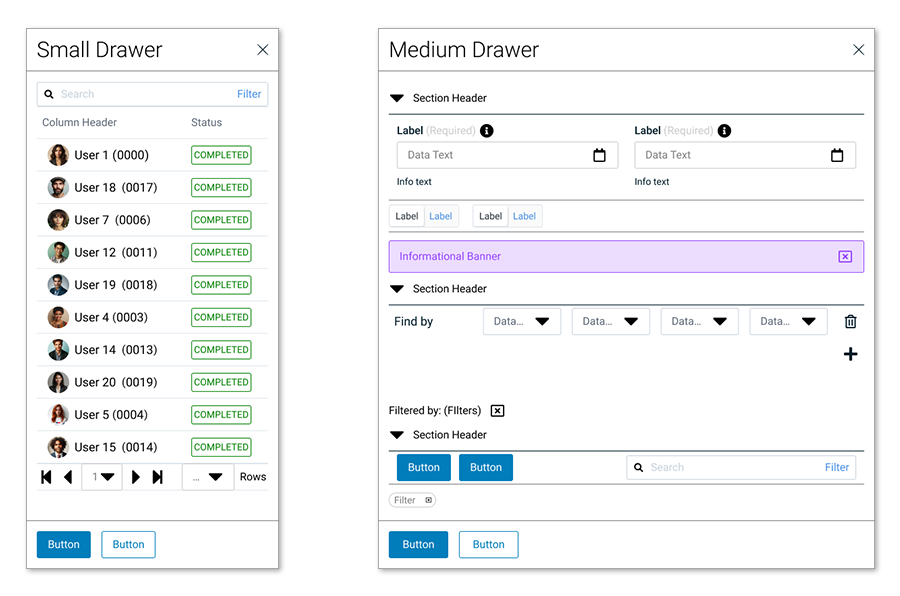 Small Drawer
Search Filter
Column Header Status
User 1 (0000) COMPLETED
User 18 (0017) COMPLETED
User 7 (0006) COMPLETED
User 12 (0011) COMPLETED
User 19 (0018) COMPLETED
User 4 (0003) COMPLETED
User 14 (0013) COMPLETED
User 20 (0019) COMPLETED
User 5 (0004) COMPLETED
User 15 (0014) COMPLETED
1 ... Rows
Button Button
Medium Drawer
Section Header
Label (Required) Label (Required)
Data Text Data Text
Info text Info text
Label Label Label Label
Informational Banner
Section Header
Find by Data... Data... Data... Data...
Filtered by: (FIlters)
Section Header
Button Button Search Filter
Filter
Button Button